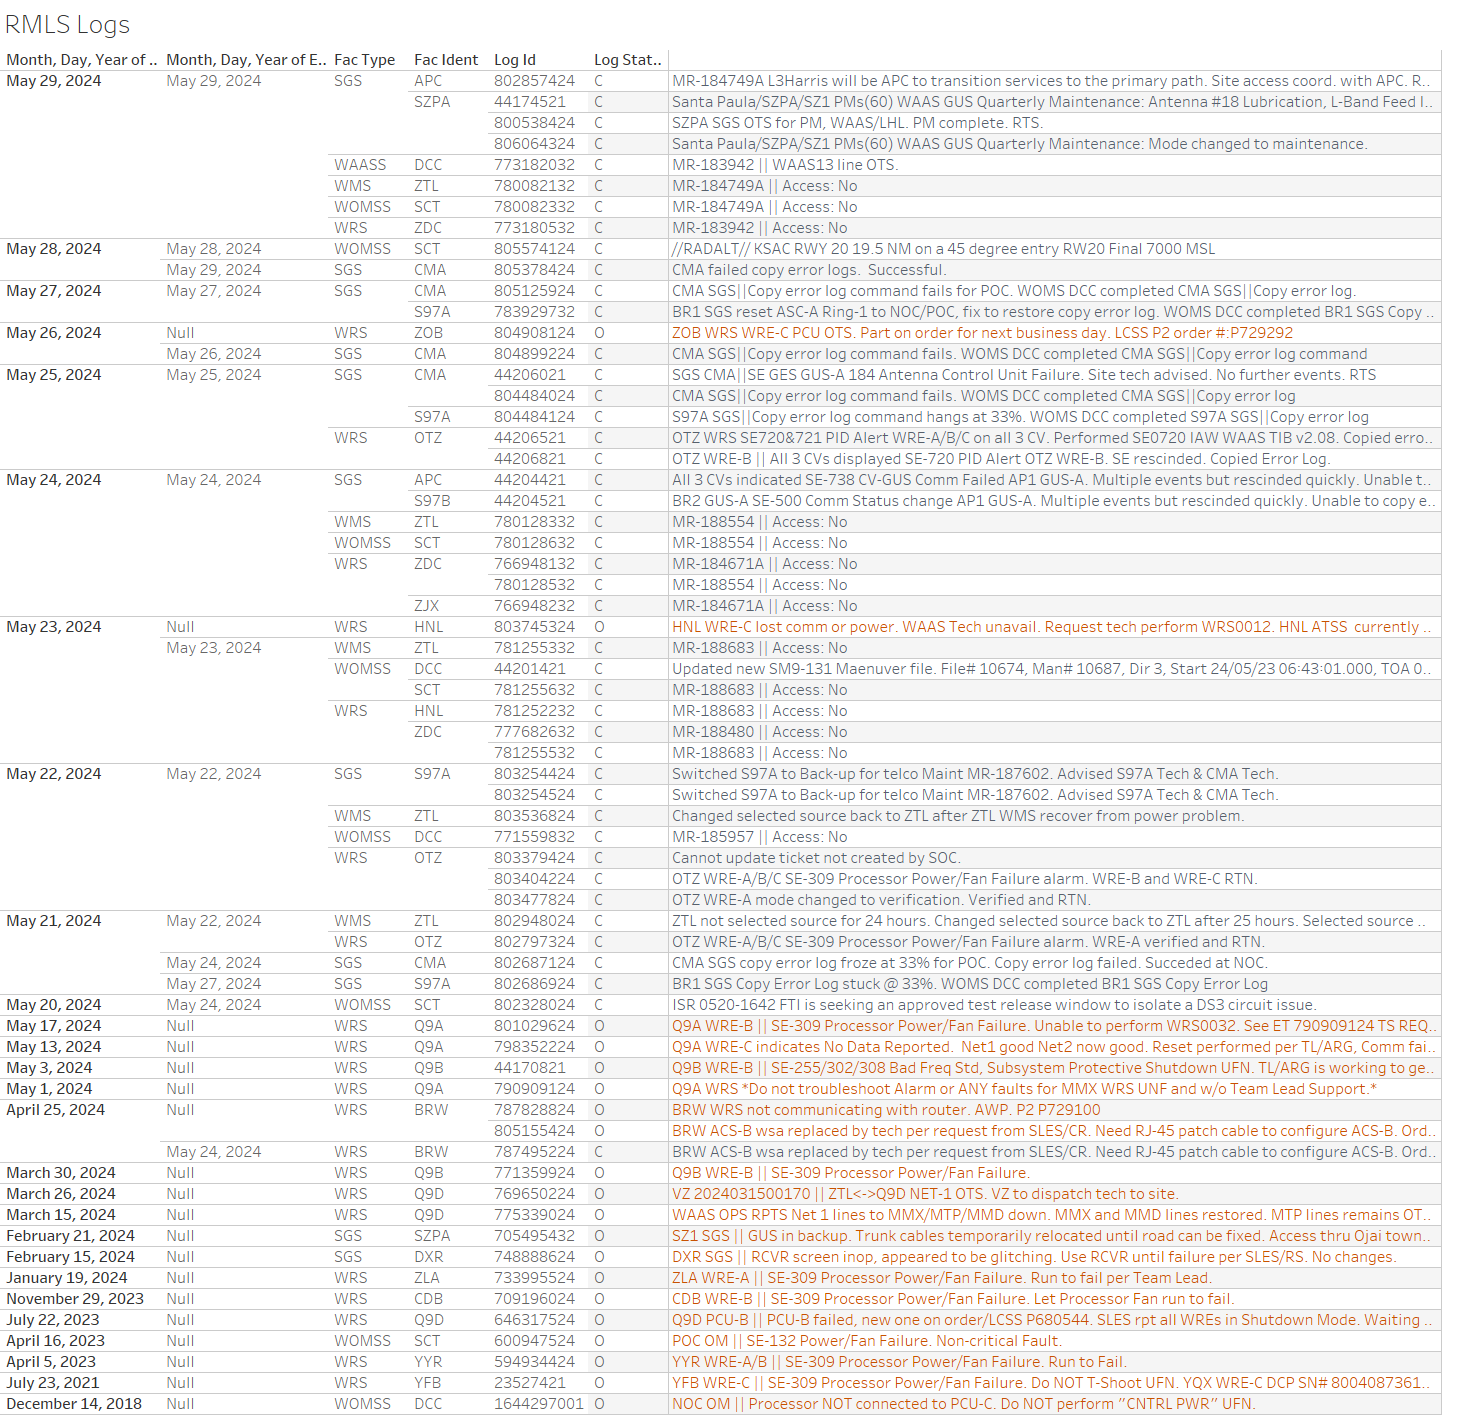 RMLS Logs
Month, Day, Year of .. Month, Day, Year of E.. Fac Type Fac Ident Log Id Log Stat..
May 29, 2024 May 29, 2024 SGS APC 802857424 C MR-184749A L3Harris will be APC to transition services to the primary path. Site access coord. with APC. R..
SZPA 44174521 C Santa Paula/SZPA/SZ1 PMs(60) WAAS GUS Quarterly Maintenance: Antenna #18 Lubrication, L-Band Feed I..
800538424 C SZPA SGS OTS for PM, WAAS/LHL. PM complete. RTS.
806064324 C Santa Paula/SZPA/SZ1 PMs(60) WAAS GUS Quarterly Maintenance: Mode changed to maintenance.
WAASS DCC 773182032 C MR-183942 || WAAS13 line OTS.
WMS ZTL 780082132 C MR-184749A || Access: No
WOMSS SCT 780082332 C MR-184749A || Access: No
WRS ZDC 773180532 C MR-183942 || Access: No
May 28, 2024 May 28, 2024 WOMSS SCT 805574124 C //RADALT// KSAC RWY 20 19.5 NM on a 45 degree entry RW20 Final 7000 MSL
May 29, 2024 SGS CMA 805378424 C CMA failed copy error logs.  Successful.
May 27, 2024 May 27, 2024 SGS CMA 805125924 C CMA SGS||Copy error log command fails for POC. WOMS DCC completed CMA SGS||Copy error log.
S97A 783929732 C BR1 SGS reset ASC-A Ring-1 to NOC/POC, fix to restore copy error log. WOMS DCC completed BR1 SGS Copy ..
May 26, 2024 Null WRS ZOB 804908124 O ZOB WRS WRE-C PCU OTS. Part on order for next business day. LCSS P2 order #:P729292
May 26, 2024 SGS CMA 804899224 C CMA SGS||Copy error log command fails. WOMS DCC completed CMA SGS||Copy error log command
May 25, 2024 May 25, 2024 SGS CMA 44206021 C SGS CMA||SE GES GUS-A 184 Antenna Control Unit Failure. Site tech advised. No further events. RTS
804484024 C CMA SGS||Copy error log command fails. WOMS DCC completed CMA SGS||Copy error log
S97A 804484124 C S97A SGS||Copy error log command hangs at 33%. WOMS DCC completed S97A SGS||Copy error log
WRS OTZ 44206521 C OTZ WRS SE720&721 PID Alert WRE-A/B/C on all 3 CV. Performed SE0720 IAW WAAS TIB v2.08. Copied erro..
44206821 C OTZ WRE-B || All 3 CVs displayed SE-720 PID Alert OTZ WRE-B. SE rescinded. Copied Error Log.
May 24, 2024 May 24, 2024 SGS APC 44204421 C All 3 CVs indicated SE-738 CV-GUS Comm Failed AP1 GUS-A. Multiple events but rescinded quickly. Unable t..
S97B 44204521 C BR2 GUS-A SE-500 Comm Status change AP1 GUS-A. Multiple events but rescinded quickly. Unable to copy e..
WMS ZTL 780128332 C MR-188554 || Access: No
WOMSS SCT 780128632 C MR-188554 || Access: No
WRS ZDC 766948132 C MR-184671A || Access: No
780128532 C MR-188554 || Access: No
ZJX 766948232 C MR-184671A || Access: No
May 23, 2024 Null WRS HNL 803745324 O HNL WRE-C lost comm or power. WAAS Tech unavail. Request tech perform WRS0012. HNL ATSS  currently ..
May 23, 2024 WMS ZTL 781255332 C MR-188683 || Access: No
WOMSS DCC 44201421 C Updated new SM9-131 Maenuver file. File# 10674, Man# 10687, Dir 3, Start 24/05/23 06:43:01.000, TOA 0..
SCT 781255632 C MR-188683 || Access: No
WRS HNL 781252232 C MR-188683 || Access: No
ZDC 777682632 C MR-188480 || Access: No
781255532 C MR-188683 || Access: No
May 22, 2024 May 22, 2024 SGS S97A 803254424 C Switched S97A to Back-up for telco Maint MR-187602. Advised S97A Tech & CMA Tech.
803254524 C Switched S97A to Back-up for telco Maint MR-187602. Advised S97A Tech & CMA Tech.
WMS ZTL 803536824 C Changed selected source back to ZTL after ZTL WMS recover from power problem.
WOMSS DCC 771559832 C MR-185957 || Access: No
WRS OTZ 803379424 C Cannot update ticket not created by SOC.
803404224 C OTZ WRE-A/B/C SE-309 Processor Power/Fan Failure alarm. WRE-B and WRE-C RTN.
803477824 C OTZ WRE-A mode changed to verification. Verified and RTN.
May 21, 2024 May 22, 2024 WMS ZTL 802948024 C ZTL not selected source for 24 hours. Changed selected source back to ZTL after 25 hours. Selected source ..
WRS OTZ 802797324 C OTZ WRE-A/B/C SE-309 Processor Power/Fan Failure alarm. WRE-A verified and RTN.
May 24, 2024 SGS CMA 802687124 C CMA SGS copy error log froze at 33% for POC. Copy error log failed. Succeded at NOC.
May 27, 2024 SGS S97A 802686924 C BR1 SGS Copy Error Log stuck @ 33%. WOMS DCC completed BR1 SGS Copy Error Log
May 20, 2024 May 24, 2024 WOMSS SCT 802328024 C ISR 0520-1642 FTI is seeking an approved test release window to isolate a DS3 circuit issue.
May 17, 2024 Null WRS Q9A 801029624 O Q9A WRE-B || SE-309 Processor Power/Fan Failure. Unable to perform WRS0032. See ET 790909124 TS REQ..
May 13, 2024 Null WRS Q9A 798352224 O Q9A WRE-C indicates No Data Reported.  Net1 good Net2 now good. Reset performed per TL/ARG, Comm fai..
May 3, 2024 Null WRS Q9B 44170821 O Q9B WRE-B || SE-255/302/308 Bad Freq Std, Subsystem Protective Shutdown UFN. TL/ARG is working to ge..
May 1, 2024 Null WRS Q9A 790909124 O Q9A WRS *Do not troubleshoot Alarm or ANY faults for MMX WRS UNF and w/o Team Lead Support.*
April 25, 2024 Null WRS BRW 787828824 O BRW WRS not communicating with router. AWP. P2 P729100
805155424 O BRW ACS-B wsa replaced by tech per request from SLES/CR. Need RJ-45 patch cable to configure ACS-B. Ord..
May 24, 2024 WRS BRW 787495224 C BRW ACS-B wsa replaced by tech per request from SLES/CR. Need RJ-45 patch cable to configure ACS-B. Ord..
March 30, 2024 Null WRS Q9B 771359924 O Q9B WRE-B || SE-309 Processor Power/Fan Failure.
March 26, 2024 Null WRS Q9D 769650224 O VZ 2024031500170 || ZTL<->Q9D NET-1 OTS. VZ to dispatch tech to site.
March 15, 2024 Null WRS Q9D 775339024 O WAAS OPS RPTS Net 1 lines to MMX/MTP/MMD down. MMX and MMD lines restored. MTP lines remains OT..
February 21, 2024 Null SGS SZPA 705495432 O SZ1 SGS || GUS in backup. Trunk cables temporarily relocated until road can be fixed. Access thru Ojai town..
February 15, 2024 Null SGS DXR 748888624 O DXR SGS || RCVR screen inop, appeared to be glitching. Use RCVR until failure per SLES/RS. No changes.
January 19, 2024 Null WRS ZLA 733995524 O ZLA WRE-A || SE-309 Processor Power/Fan Failure. Run to fail per Team Lead.
November 29, 2023 Null WRS CDB 709196024 O CDB WRE-B || SE-309 Processor Power/Fan Failure. Let Processor Fan run to fail.
July 22, 2023 Null WRS Q9D 646317524 O Q9D PCU-B || PCU-B failed, new one on order/LCSS P680544. SLES rpt all WREs in Shutdown Mode. Waiting ..
April 16, 2023 Null WOMSS SCT 600947524 O POC OM || SE-132 Power/Fan Failure. Non-critical Fault.
April 5, 2023 Null WRS YYR 594934424 O YYR WRE-A/B || SE-309 Processor Power/Fan Failure. Run to Fail.
July 23, 2021 Null WRS YFB 23527421 O YFB WRE-C || SE-309 Processor Power/Fan Failure. Do NOT T-Shoot UFN. YQX WRE-C DCP SN# 8004087361..
December 14, 2018 Null WOMSS DCC 1644297001 O NOC OM || Processor NOT connected to PCU-C. Do NOT perform "CNTRL PWR" UFN.